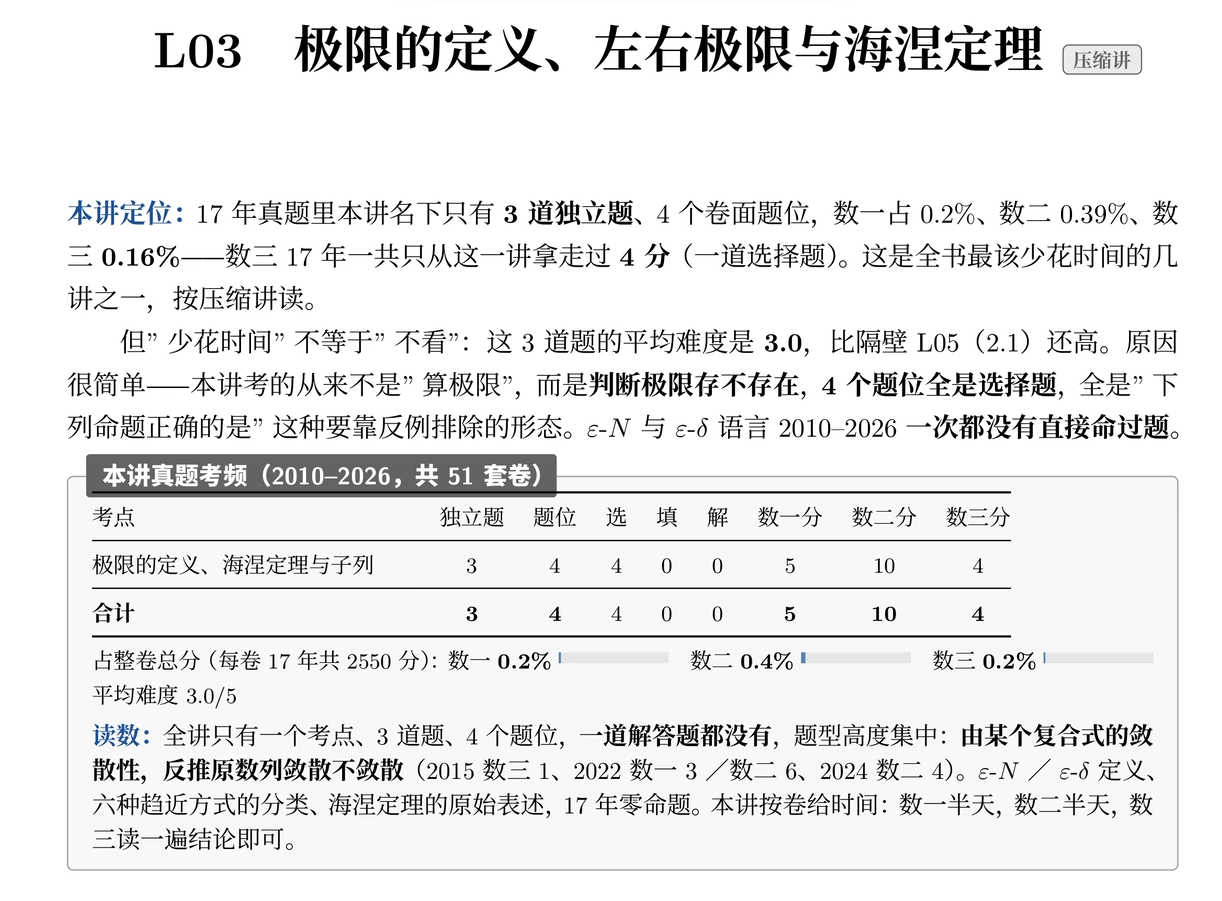 L03 极限的定义、左右极限与海涅定理 压缩讲
本讲定位：17 年真题里本讲名下只有 3 道独立题、4 个卷面题位，数一占 0.2%、数二 0.39%、数
三 0.16%——数三 17 年一共只从这一讲拿走过 4 分（一道选择题）。这是全书最该少花时间的几
讲之一，按压缩讲读。
但” 少花时间” 不等于” 不看”：这 3 道题的平均难度是 3.0，比隔壁 L05（2.1）还高。原因
很简单——本讲考的从来不是” 算极限”，而是判断极限存不存在，4 个题位全是选择题，全是” 下
列命题正确的是” 这种要靠反例排除的形态。ε-N 与 ε-δ 语言 2010–2026 一次都没有直接命过题。
本讲真题考频（2010–2026，共 51 套卷）
考点 独立题 题位 选 填 解 数一分 数二分 数三分
极限的定义、海涅定理与子列 3 4 4 0 0 5 10 4
合计 3 4 4 0 0 5 10 4
占整卷总分（每卷 17 年共 2550 分）：数一 0.2% 数二 0.4% 数三 0.2%
平均难度 3.0/5
读数：全讲只有一个考点、3 道题、4 个题位，一道解答题都没有，题型高度集中：由某个复合式的敛
散性，反推原数列敛散不敛散（2015 数三 1、2022 数一 3 ／数二 6、2024 数二 4）。ε-N ／ ε-δ 定义、
六种趋近方式的分类、海涅定理的原始表述，17 年零命题。本讲按卷给时间：数一半天，数二半天，数
三读一遍结论即可。